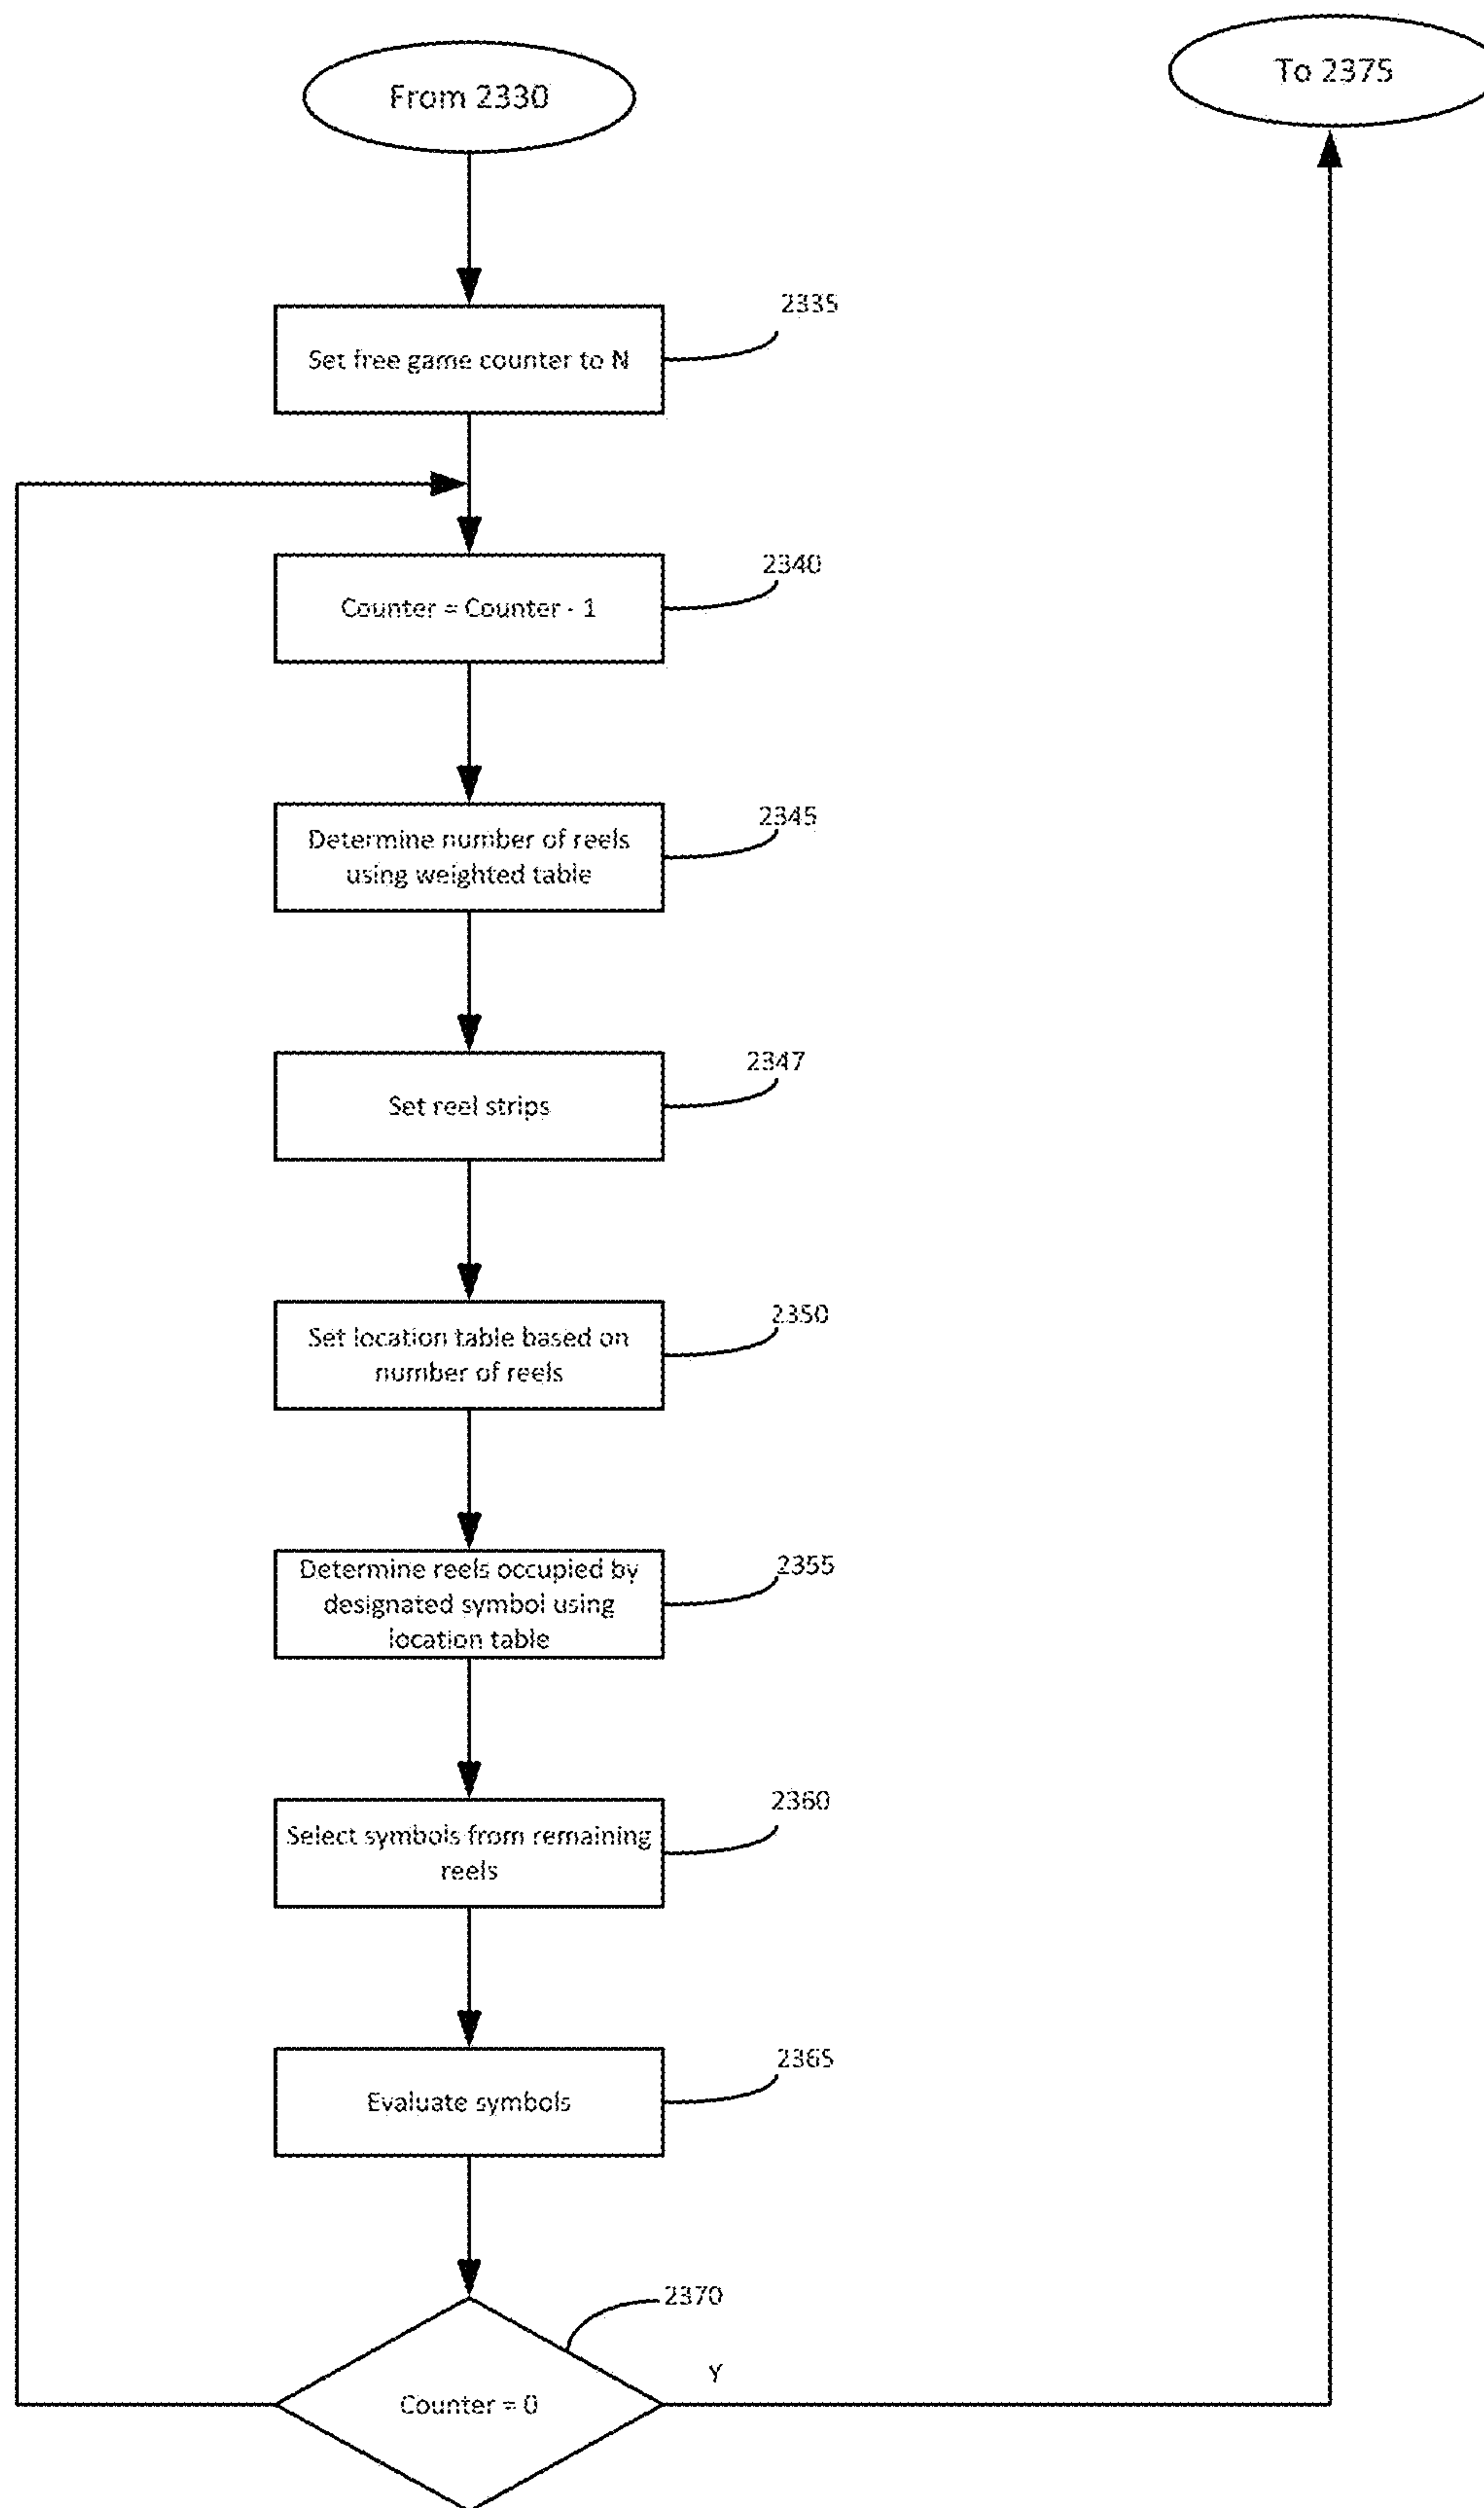 From 2330
To 2375
2335
Set free game counter to N
2340
Counter = Counter - 1
2345
Determine number of reels
using weighted table
2347
Set reel strips
2350
Set location table based on
number of reels
2355
Determine reels occupied by
designated symbol using
location table
2360
Select symbols from remaining
reels
2365
Evaluate symbols
2370
Y
Counter = 0